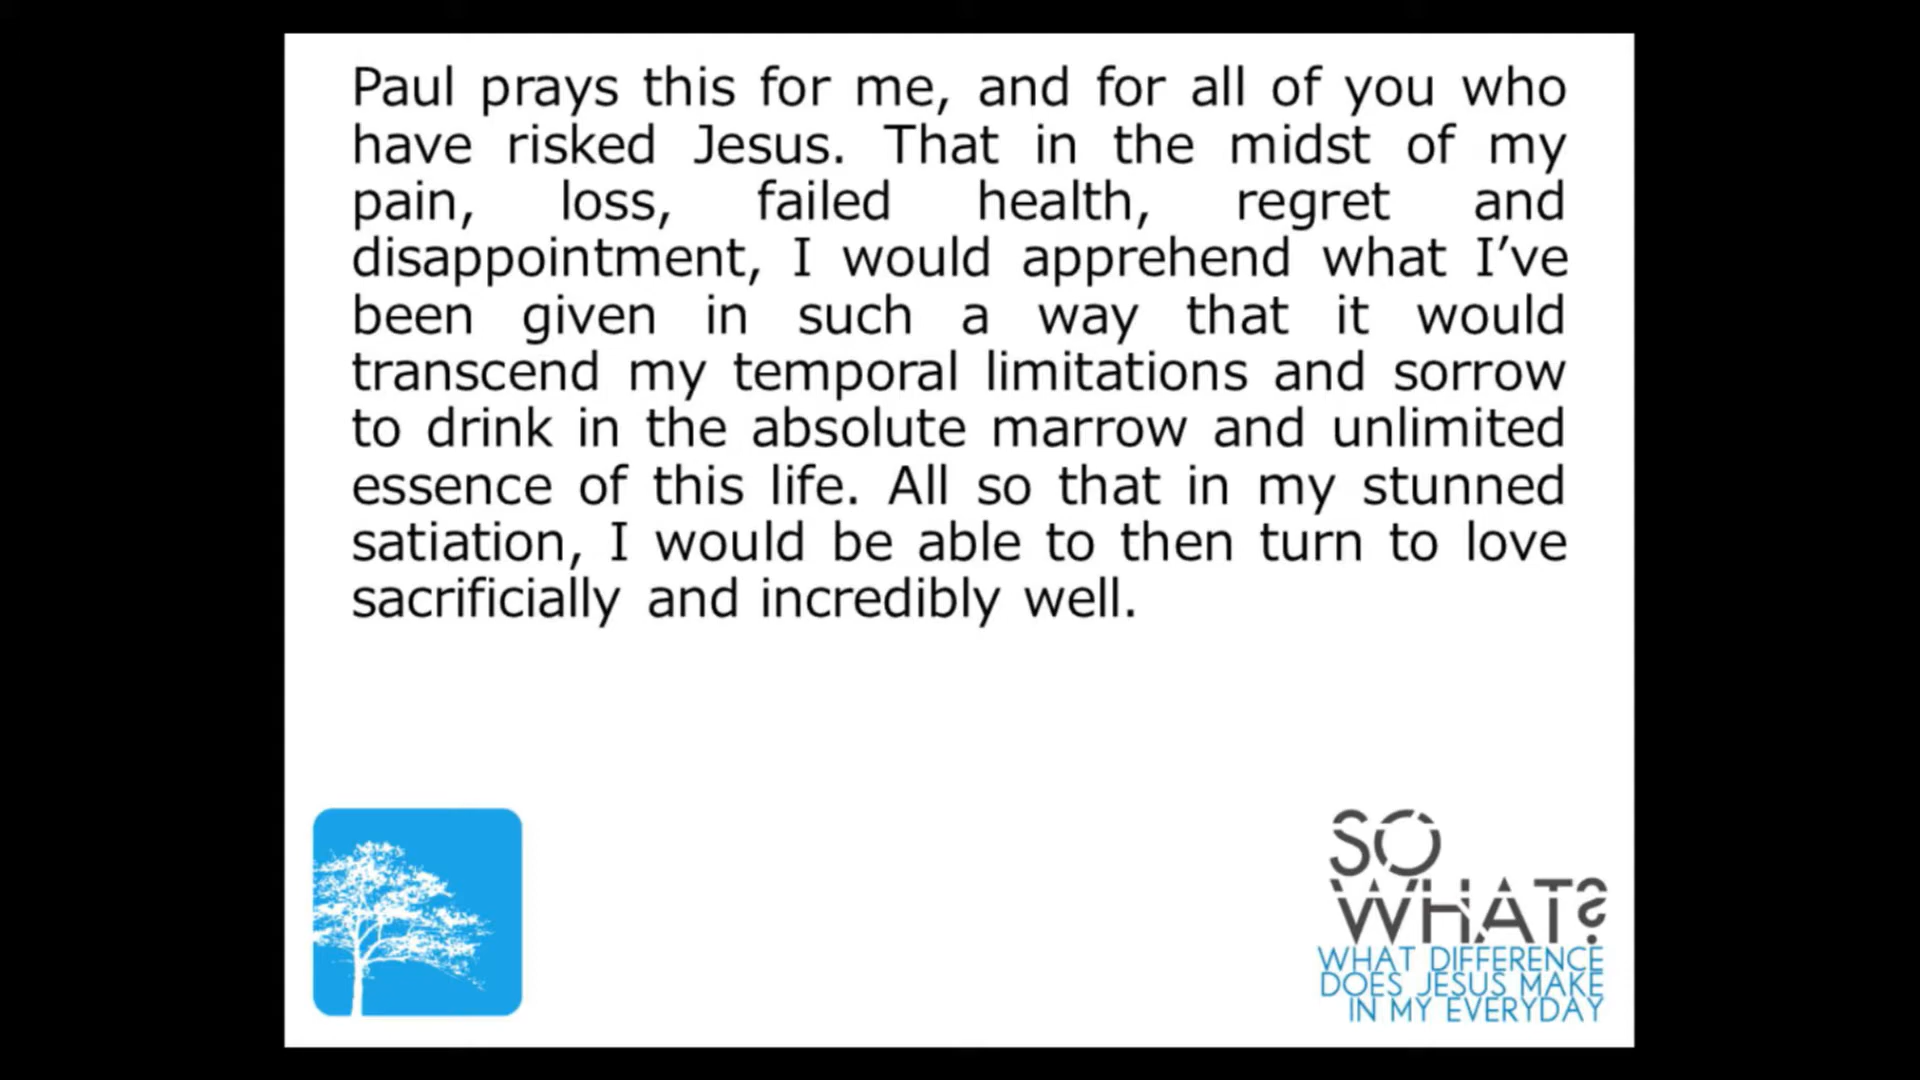 Paul prays this for me, and for all of you who
have risked Jesus. That in the midst of my
pain, loss, failed health, regret and
disappointment, I would apprehend what I’ve
been given in such a way that it would
transcend my temporal limitations and sorrow
to drink in the absolute marrow and unlimited
essence of this life. All so that in my stunned
satiation, I would be able to then turn to love
sacrificially and incredibly well.
SO
WHAT?
WHAT DIFFERENCE
DOES JESUS MAKE
IN MY EVERYDAY